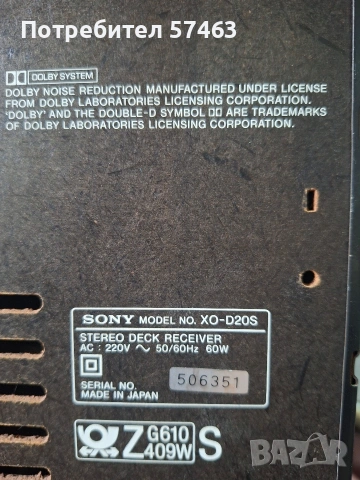 Потребител 57463
DOLBY SYSTEM
DOLBY NOISE REDUCTION MANUFACTURED UNDER LICENSE
FROM DOLBY LABORATORIES LICENSING CORPORATION.
'DOLBY' AND THE DOUBLE-D SYMBOL ARE TRADEMARKS
OF DOLBY LABORATORIES LICENSING CORPORATION.
SONY MODEL NO. XO-D20S
STEREO DECK RECEIVER
AC : 220V ~ 50/60Hz 60W
SERIAL NO. 506351
MADE IN JAPAN
Z G610 S
409W
BAZAR